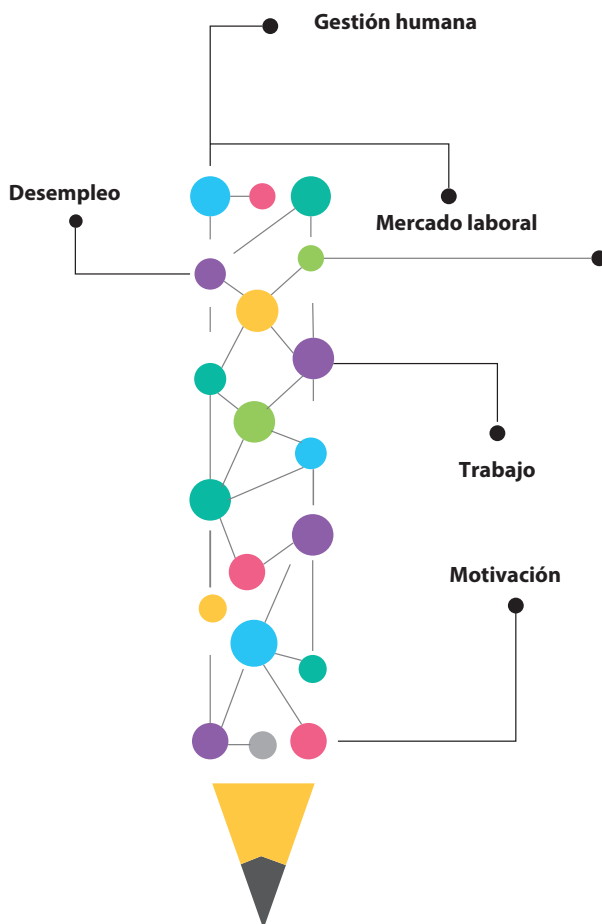 Gestión humana
Desempleo
Mercado laboral
Trabajo
Motivación